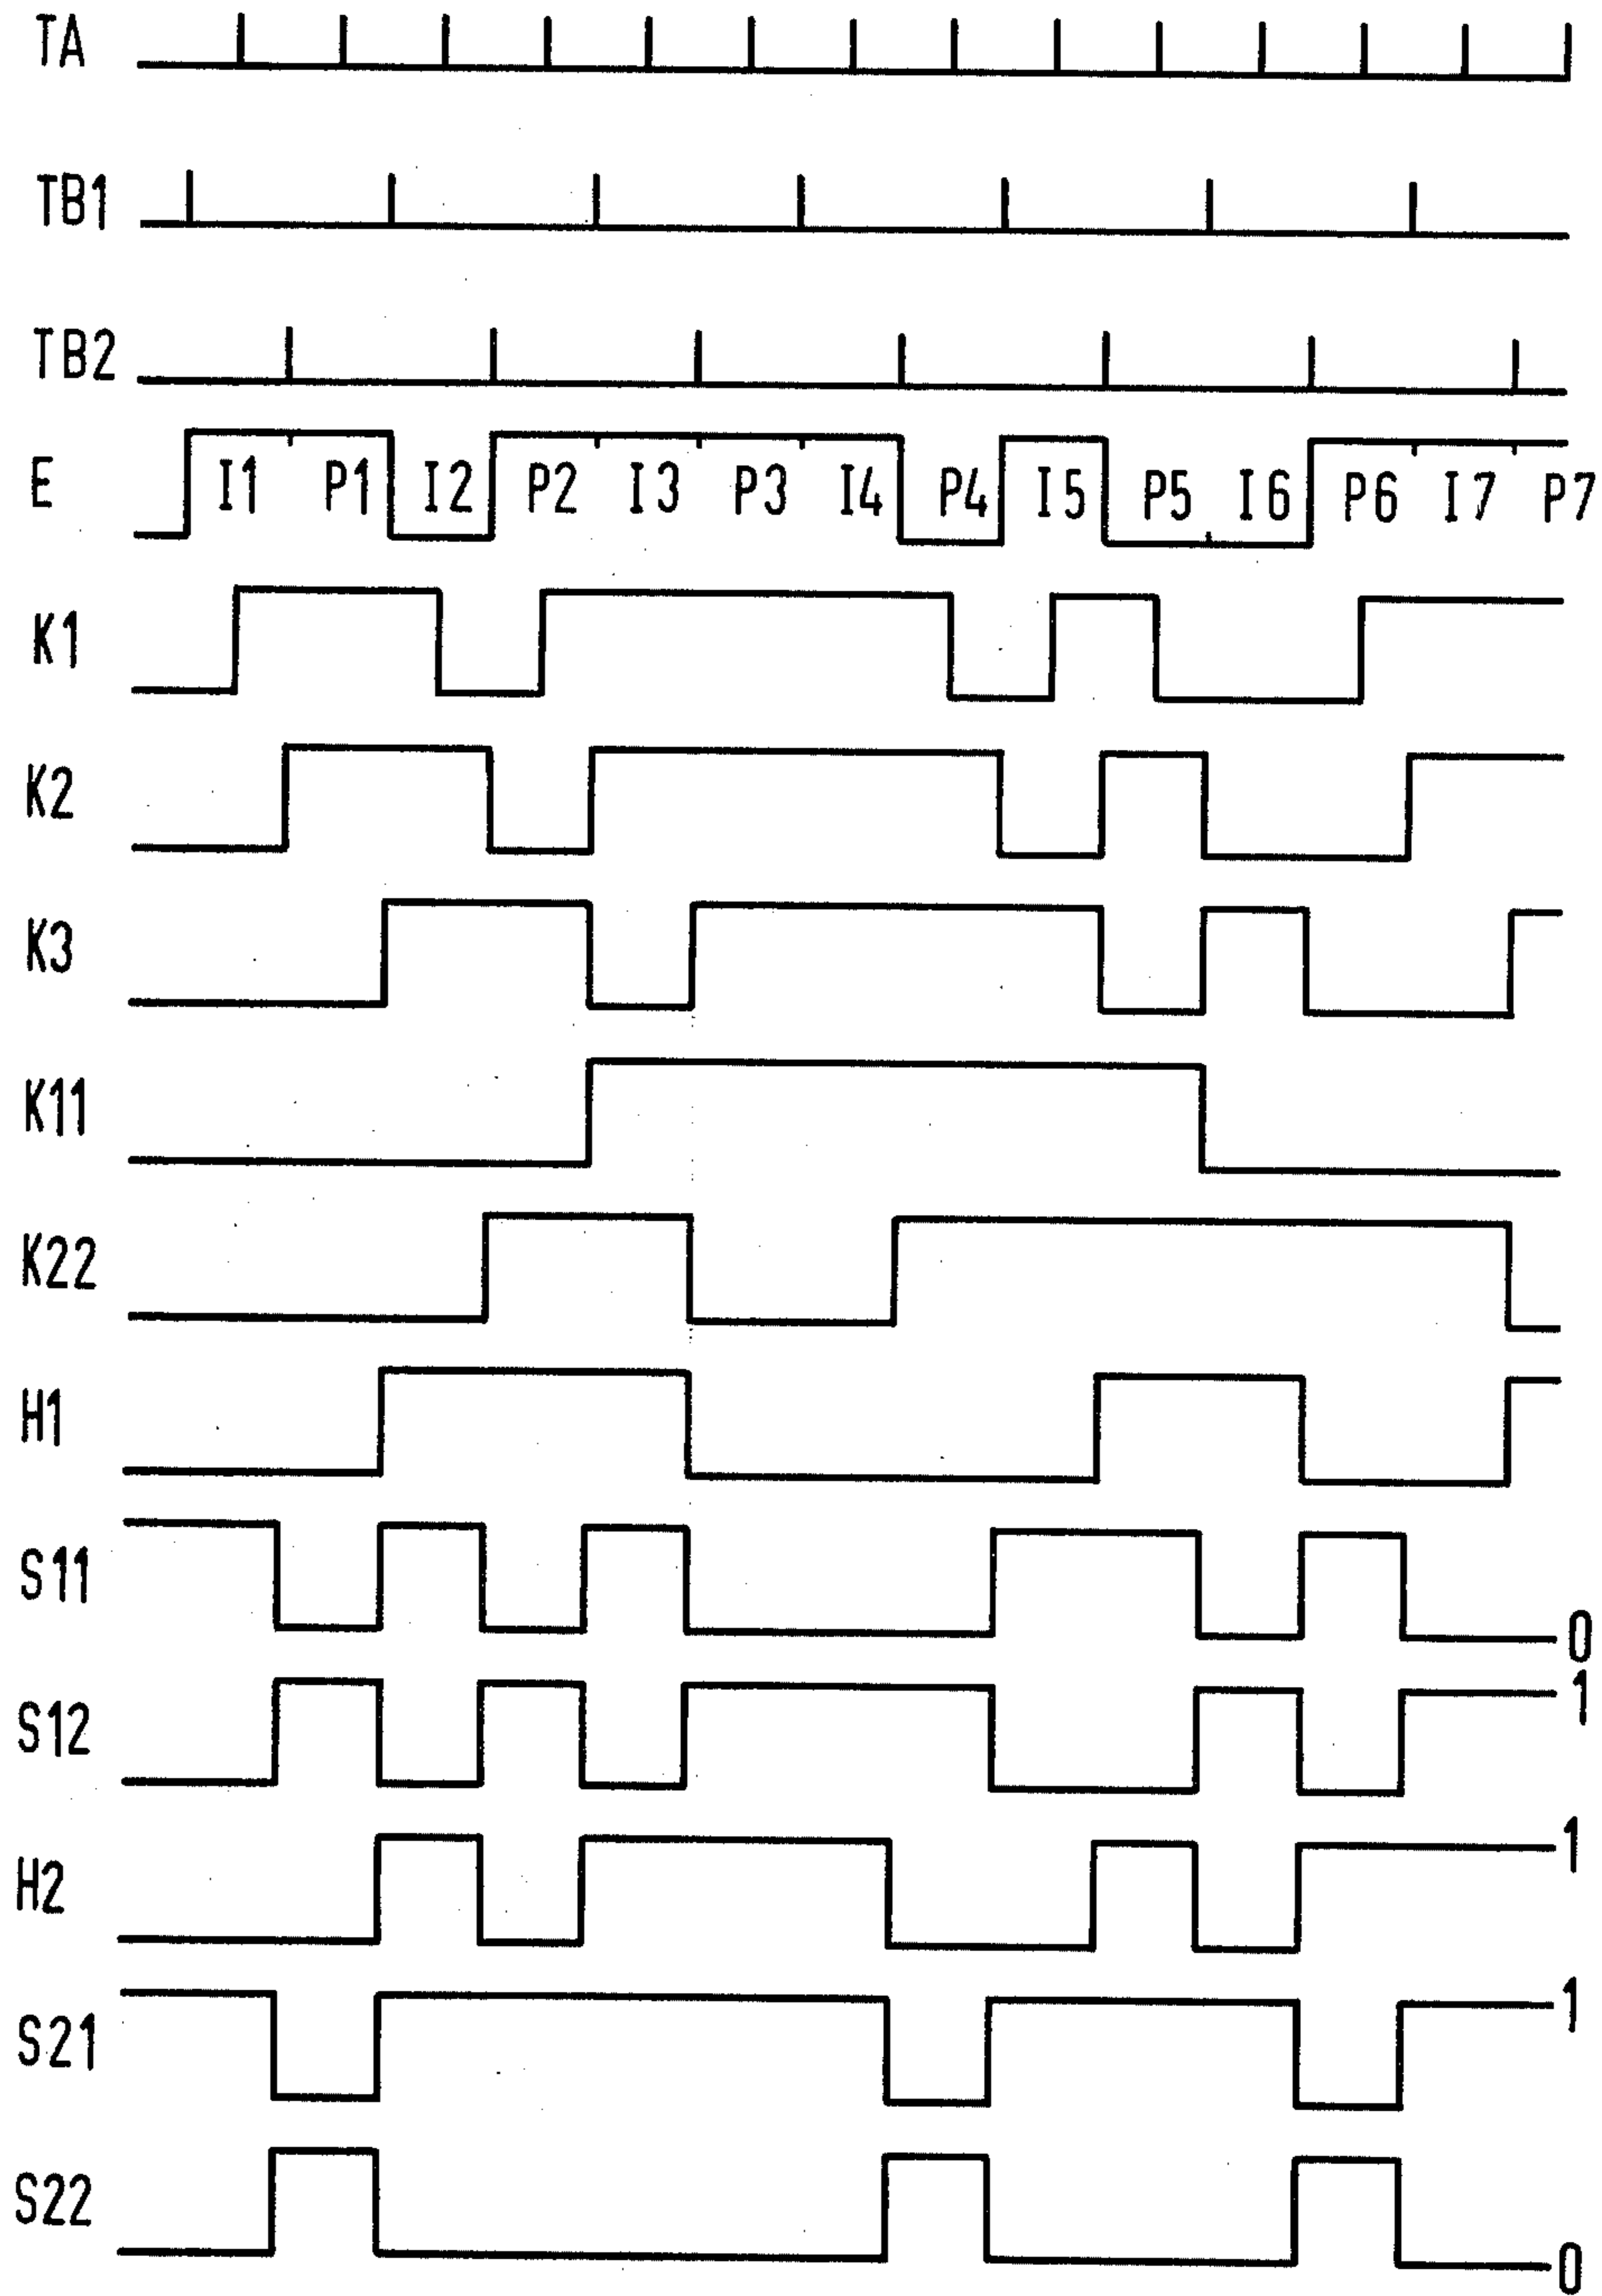 TA
TB1
TB2
E I1 P1 I2 P2 I3 P3 I4 P4 I5 P5 I6 P6 I7 P7
K1
K2
K3
K11
K22
H1
S11 0
S12 1
H2 1
S21 1
S22 0